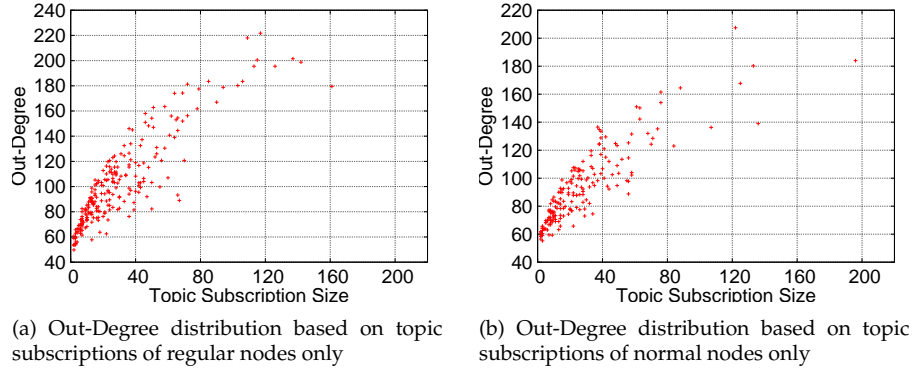 240
220
200
180
160
140
120
100
80
60
40
Out-Degree
0 40 80 120 160 200
Topic Subscription Size
(a) Out-Degree distribution based on topic
subscriptions of regular nodes only
220
200
180
160
140
120
100
80
60
40
Out-Degree
0 40 80 120 160 200
Topic Subscription Size
(b) Out-Degree distribution based on topic
subscriptions of normal nodes only